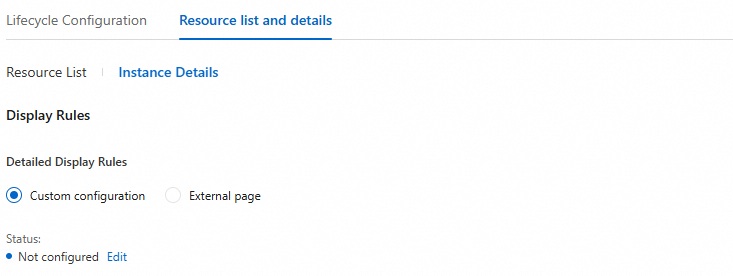 Lifecycle Configuration Resource list and details
Resource List Instance Details
Display Rules
Detailed Display Rules
Custom configuration External page
Status:
Not configured Edit